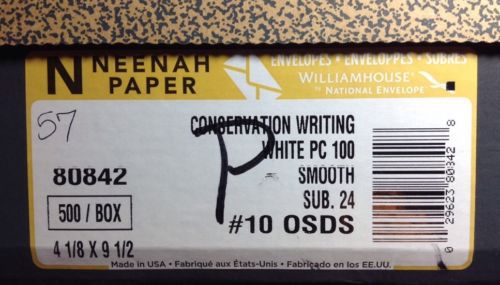 ENVELOPES • ENVELOPPES • SUBRES
N NEENAH PAPER
WILLIAMHOUSE®
BY NATIONAL ENVELOPE
57
CONSERVATION WRITING
WHITE PC 100
P
80842
SMOOTH
SUB. 24
500 / BOX
#10 OSDS
4 1/8 X 9 1/2
0 29623 80842 8
Made in USA • Fabriqué aux États-Unis • Fabricado en los EE.UU.